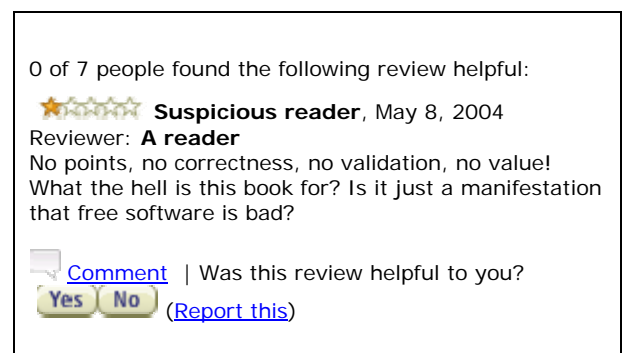 0 of 7 people found the following review helpful:
Suspicious reader, May 8, 2004
Reviewer: A reader
No points, no correctness, no validation, no value!
What the hell is this book for? Is it just a manifestation
that free software is bad?
Comment | Was this review helpful to you?
Yes No (Report this)